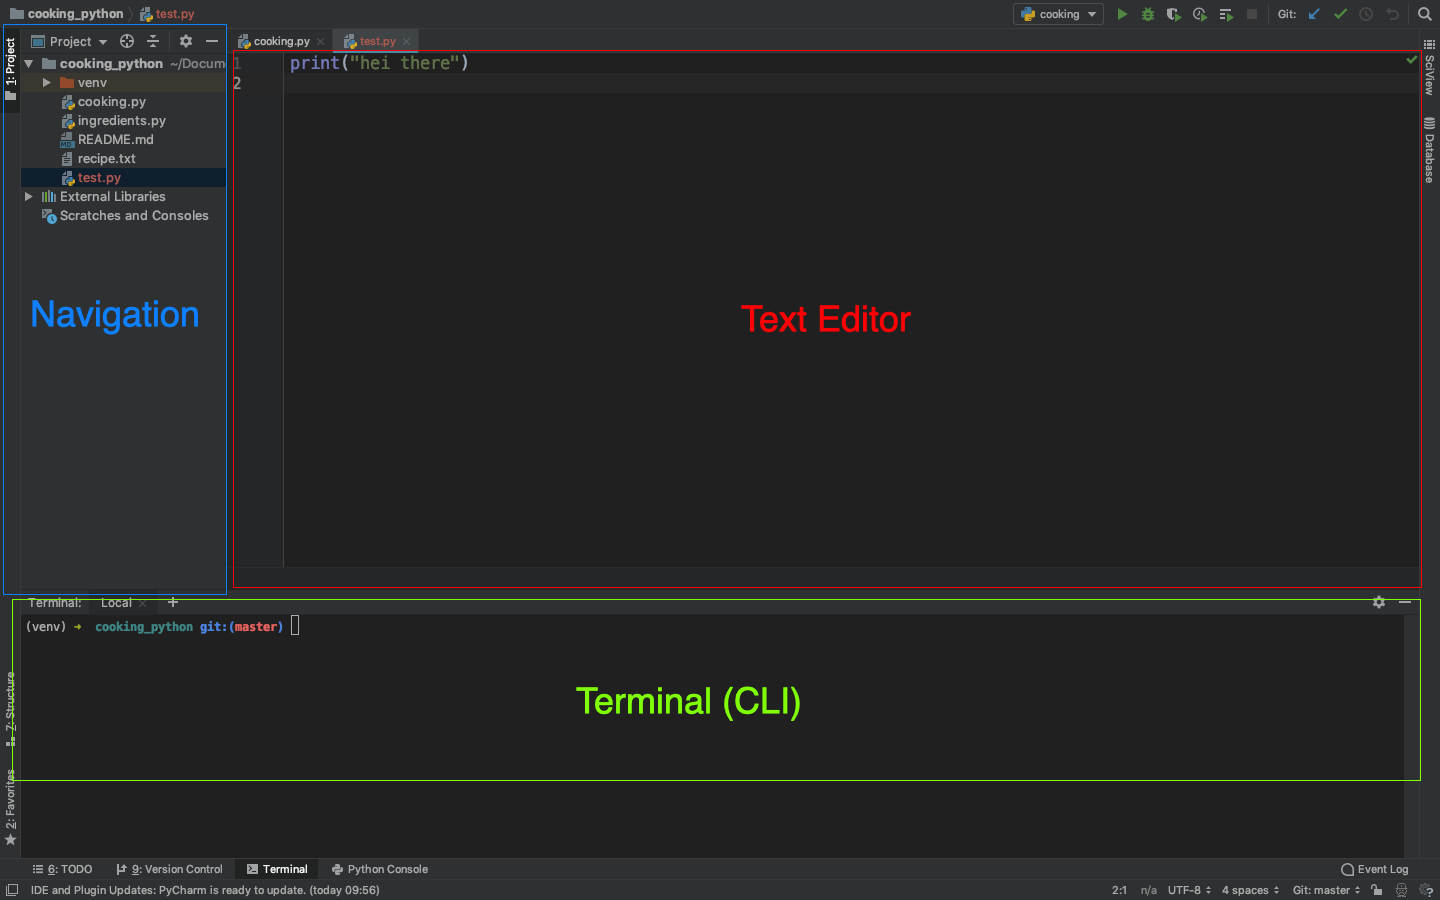 cooking_python test.py cooking Git:
1: Project
Project
cooking.py test.py
cooking_python ~/Docum
venv
cooking.py
ingredients.py
README.md
recipe.txt
test.py
External Libraries
Scratches and Consoles
Navigation
1 print("hei there")
2
Text Editor
SciView
Database
Terminal: Local
(venv) → cooking_python git:(master)
Terminal (CLI)
7: Structure
2: Favorites
6: TODO 9: Version Control Terminal Python Console Event Log
IDE and Plugin Updates: PyCharm is ready to update. (today 09:56) 2:1 n/a UTF-8 4 spaces Git: master